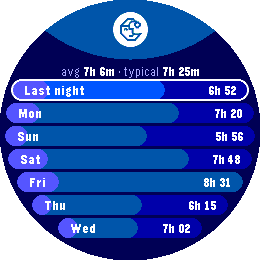 avg 7h 6m · typical 7h 25m
Last night 6h 52
Mon 7h 20
Sun 5h 56
Sat 7h 48
Fri 8h 31
Thu 6h 15
Wed 7h 02